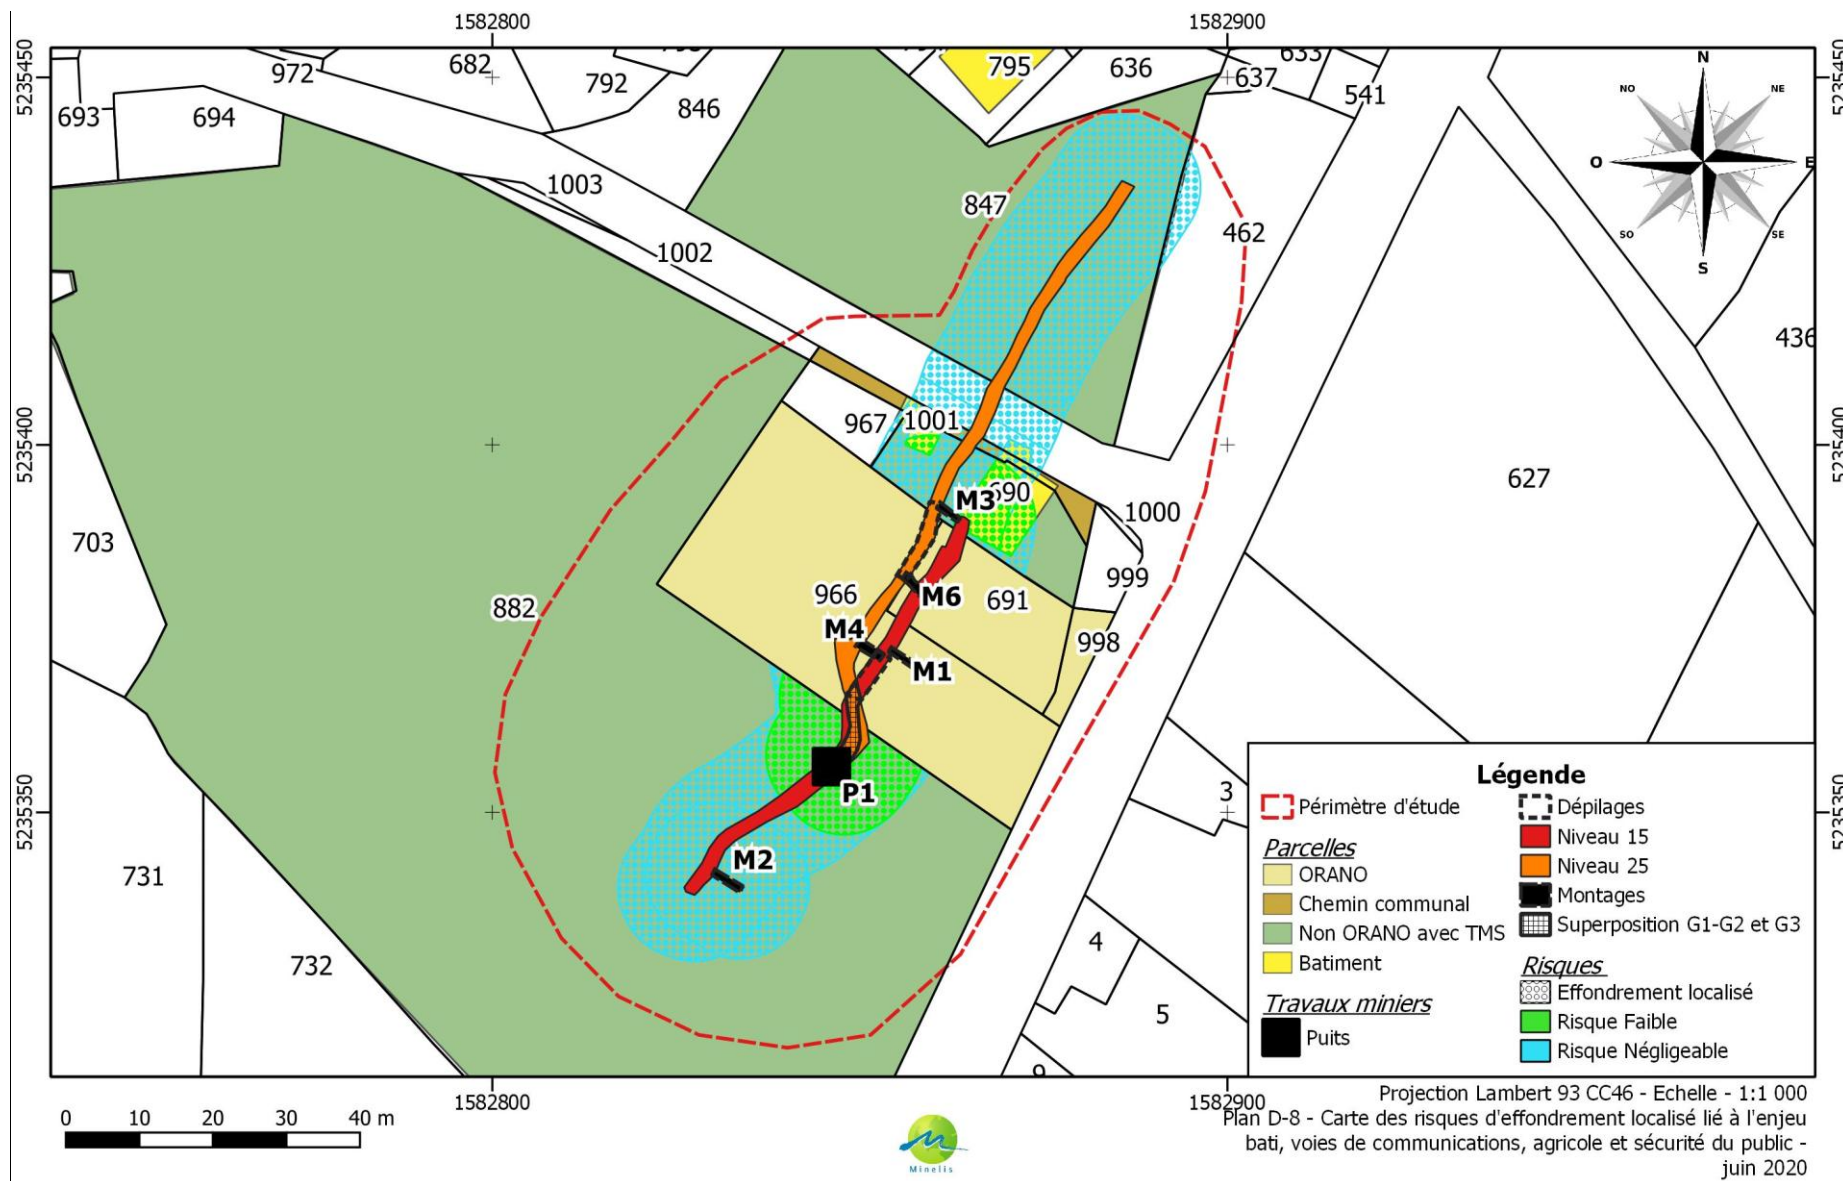 1582800
1582900
5235450
5235450
972
682
792
795
636
637
633
541
693
694
846
N
NO
NE
O
E
SO
SE
S
1003
847
462
1002
436
5235400
5235400
967
1001
690
M3
1000
627
703
882
966
M6
691
999
M4
998
M1
P1
M2
3
731
732
4
5
9
5235350
5235350
Légende
Périmètre d'étude
Parcelles
ORANO
Chemin communal
Non ORANO avec TMS
Batiment
Travaux miniers
Puits
Dépilages
Niveau 15
Niveau 25
Montages
Superposition G1-G2 et G3
Risques
Effondrement localisé
Risque Faible
Risque Négligeable
1582800
1582900
0 10 20 30 40 m
Minelis
Projection Lambert 93 CC46 - Echelle - 1:1 000
Plan D-8 - Carte des risques d'effondrement localisé lié à l'enjeu
bati, voies de communications, agricole et sécurité du public -
juin 2020